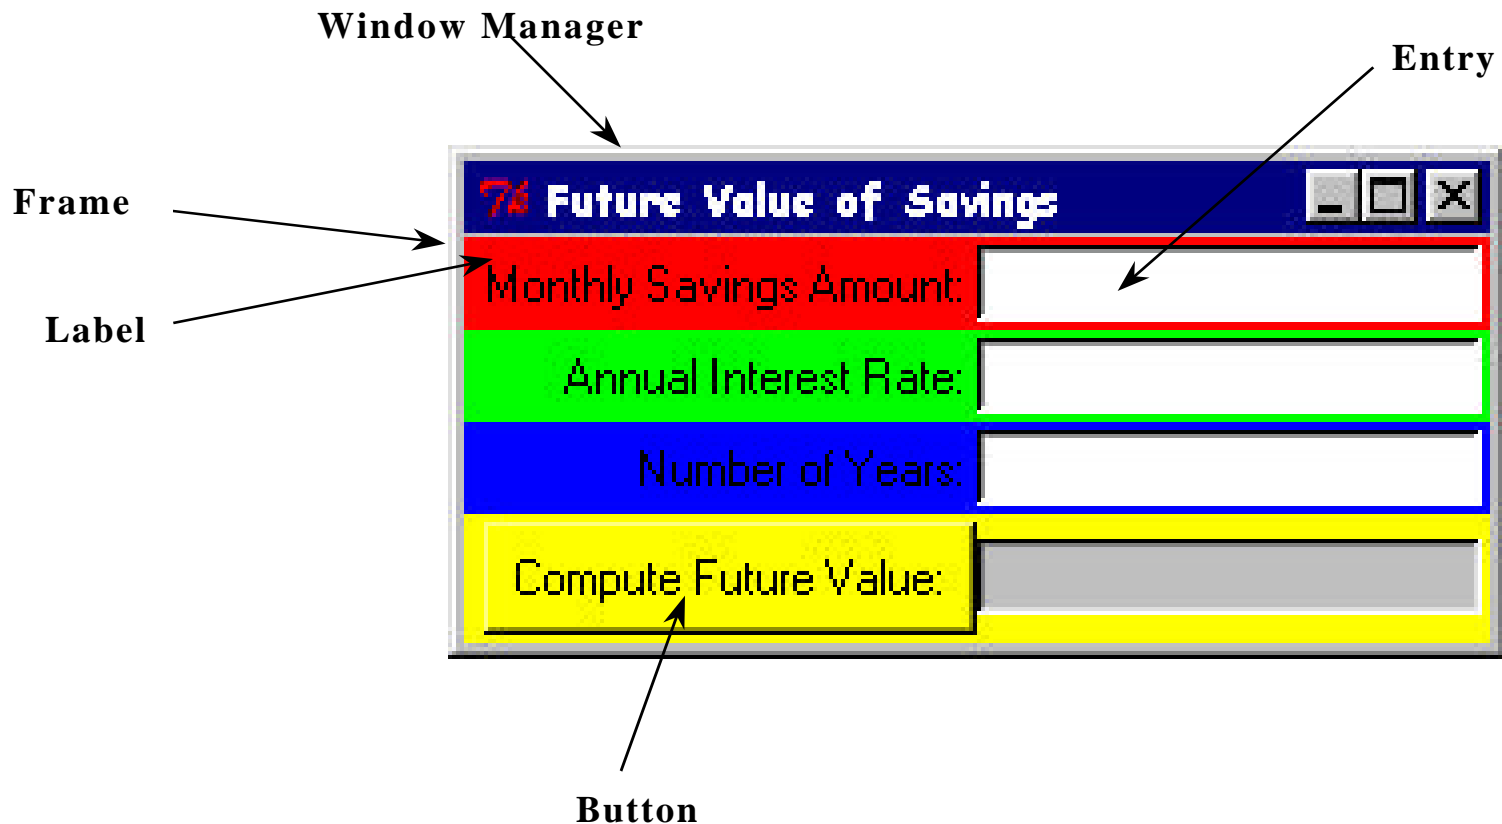 Window Manager
Entry
Frame
Label
7k Future Value of Savings
Monthly Savings Amount:
Annual Interest Rate:
Number of Years:
Compute Future Value:
Button